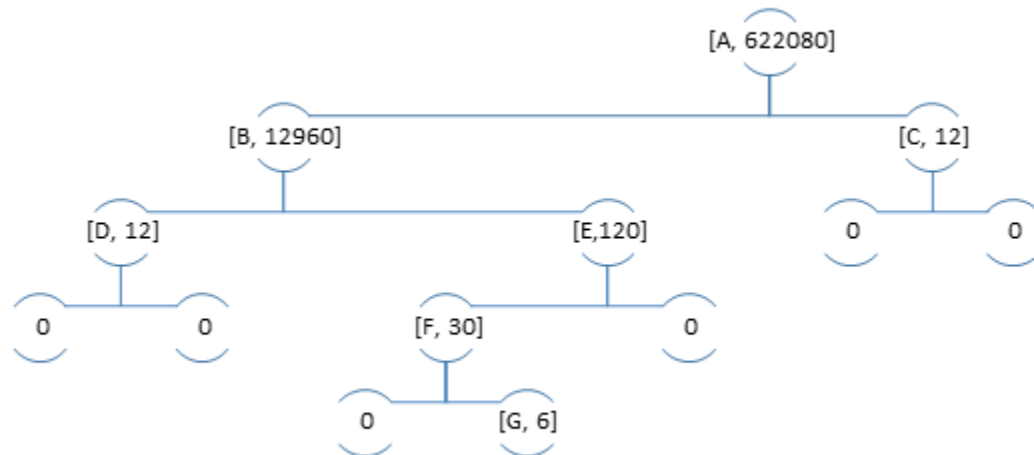 [A, 622080]
[B, 12960]
[C, 12]
[D, 12]
[E,120]
0
0
0
0
[F, 30]
0
0
[G, 6]